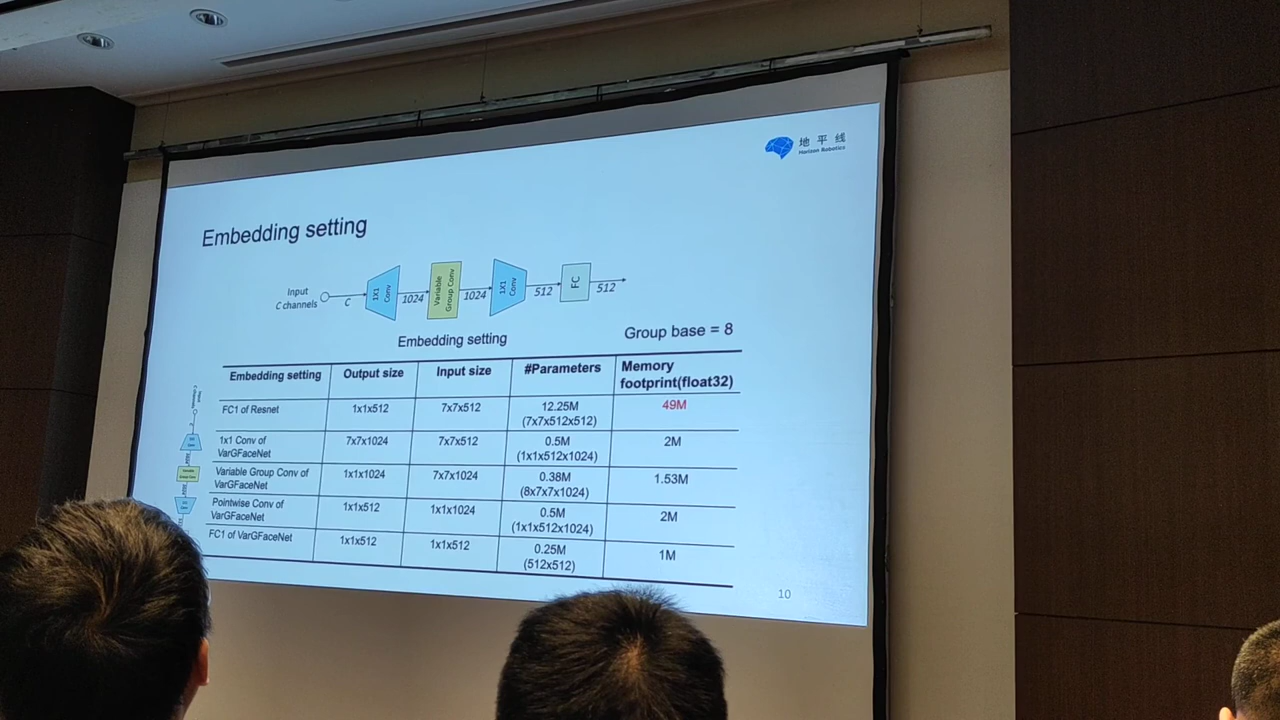 地平线
Horizon Robotics
Embedding setting
Input
C channels
C
1X1
Conv
1024
Variable
Group Conv
1024
1X1
Conv
512
FC
512
Embedding setting
Group base = 8
Embedding setting Output size Input size #Parameters Memory
footprint(float32)
FC1 of Resnet 1x1x512 7x7x512 12.25M 49M
(7x7x512x512)
1x1 Conv of 7x7x1024 7x7x512 0.5M 2M
VarGFaceNet (1x1x512x1024)
Variable Group Conv of 1x1x1024 7x7x1024 0.38M 1.53M
VarGFaceNet (8x7x7x1024)
Pointwise Conv of 1x1x512 1x1x1024 0.5M 2M
VarGFaceNet (1x1x512x1024)
FC1 of VarGFaceNet 1x1x512 1x1x512 0.25M 1M
(512x512)
10